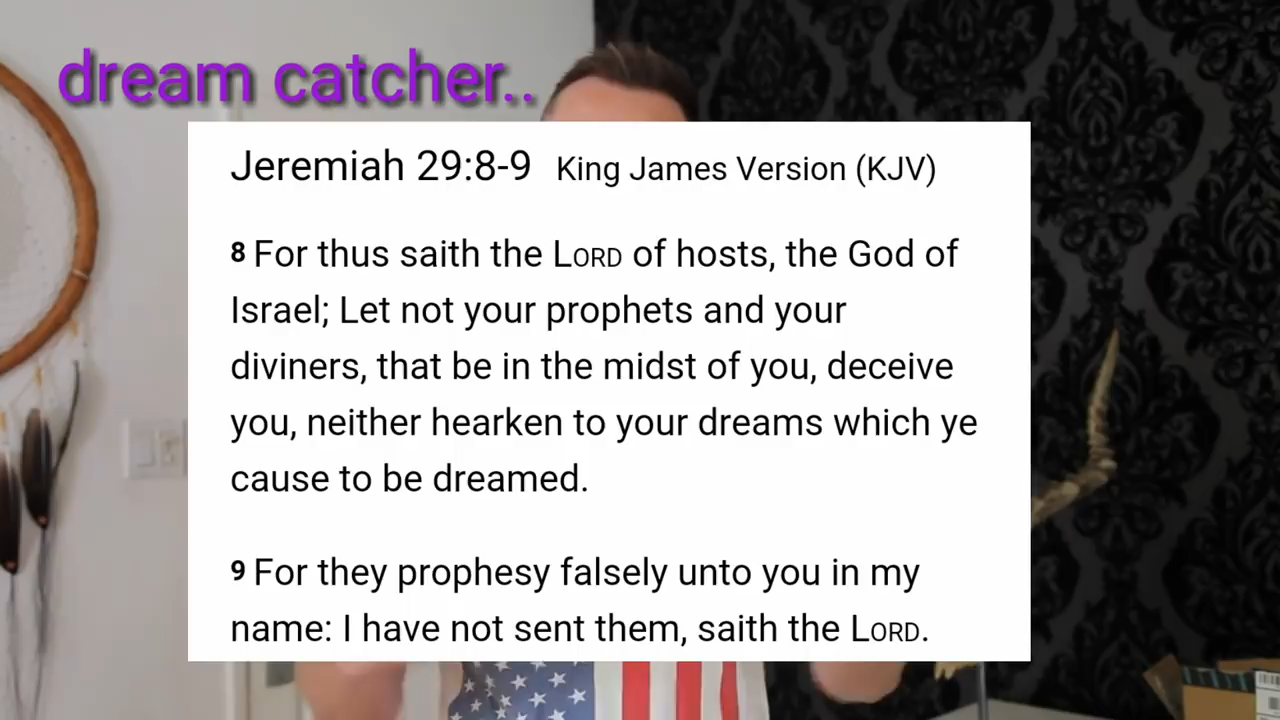 dream catcher..
Jeremiah 29:8-9 King James Version (KJV)
8 For thus saith the LORD of hosts, the God of
Israel; Let not your prophets and your
diviners, that be in the midst of you, deceive
you, neither hearken to your dreams which ye
cause to be dreamed.
9 For they prophesy falsely unto you in my
name: I have not sent them, saith the LORD.